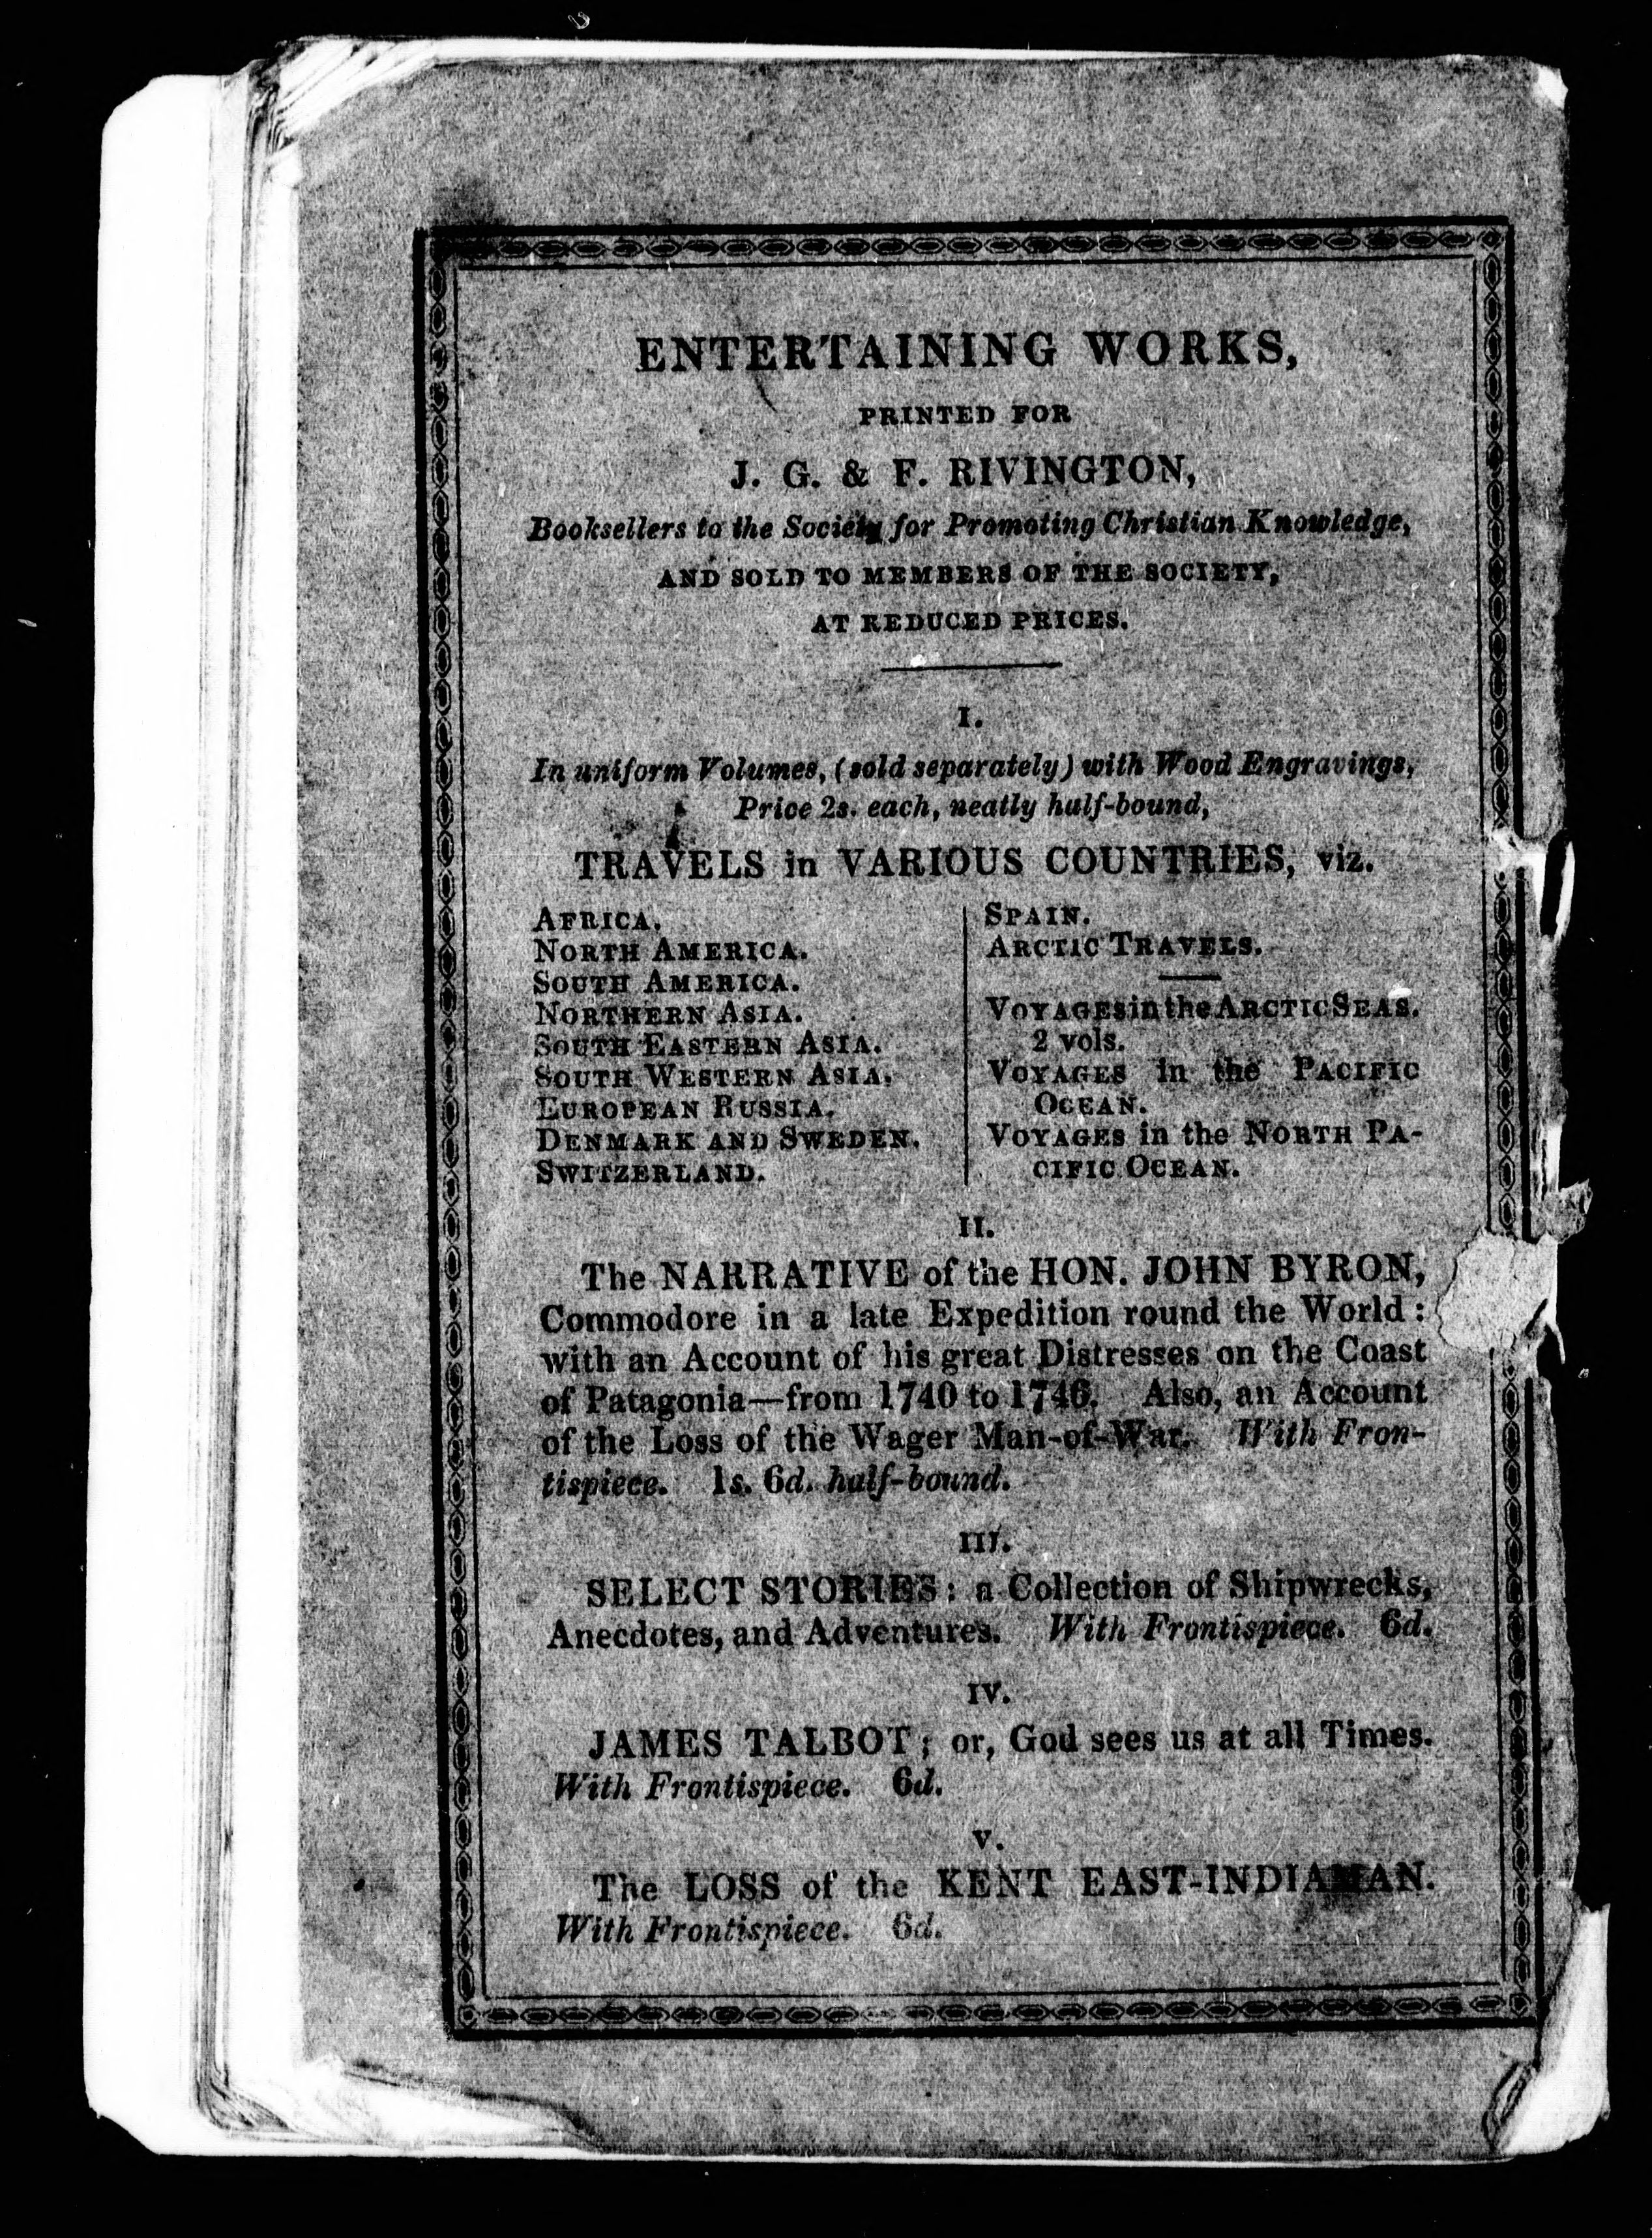 ENTERTAINING WORKS,
PRINTED FOR
J. G. & F. RIVINGTON,
Booksellers to the Society for Promoting Christian Knowledge,
AND SOLD TO MEMBERS OF THE SOCIETY,
AT REDUCED PRICES.
I.
In uniform Volumes, (sold separately) with Wood Engravings,
Price 2s. each, neatly half-bound,
TRAVELS in VARIOUS COUNTRIES, viz.
AFRICA.
NORTH AMERICA.
SOUTH AMERICA.
NORTHERN ASIA.
SOUTH EASTERN ASIA.
SOUTH WESTERN ASIA.
EUROPEAN RUSSIA.
DENMARK AND SWEDEN.
SWITZERLAND.
SPAIN.
ARCTIC TRAVELS.
VOYAGES in the ARCTIC SEAS.
2 vols.
VOYAGES in the PACIFIC
OCEAN.
VOYAGES in the NORTH PA-
CIFIC OCEAN.
II.
The NARRATIVE of the HON. JOHN BYRON,
Commodore in a late Expedition round the World:
with an Account of his great Distresses on the Coast
of Patagonia—from 1740 to 1746. Also, an Account
of the Loss of the Wager Man-of-War. With Fron-
tispiece. 1s. 6d. half-bound.
III.
SELECT STORIES: a Collection of Shipwrecks,
Anecdotes, and Adventures. With Frontispiece. 6d.
IV.
JAMES TALBOT; or, God sees us at all Times.
With Frontispiece. 6d.
V.
The LOSS of the KENT EAST-INDIAMAN.
With Frontispiece. 6d.